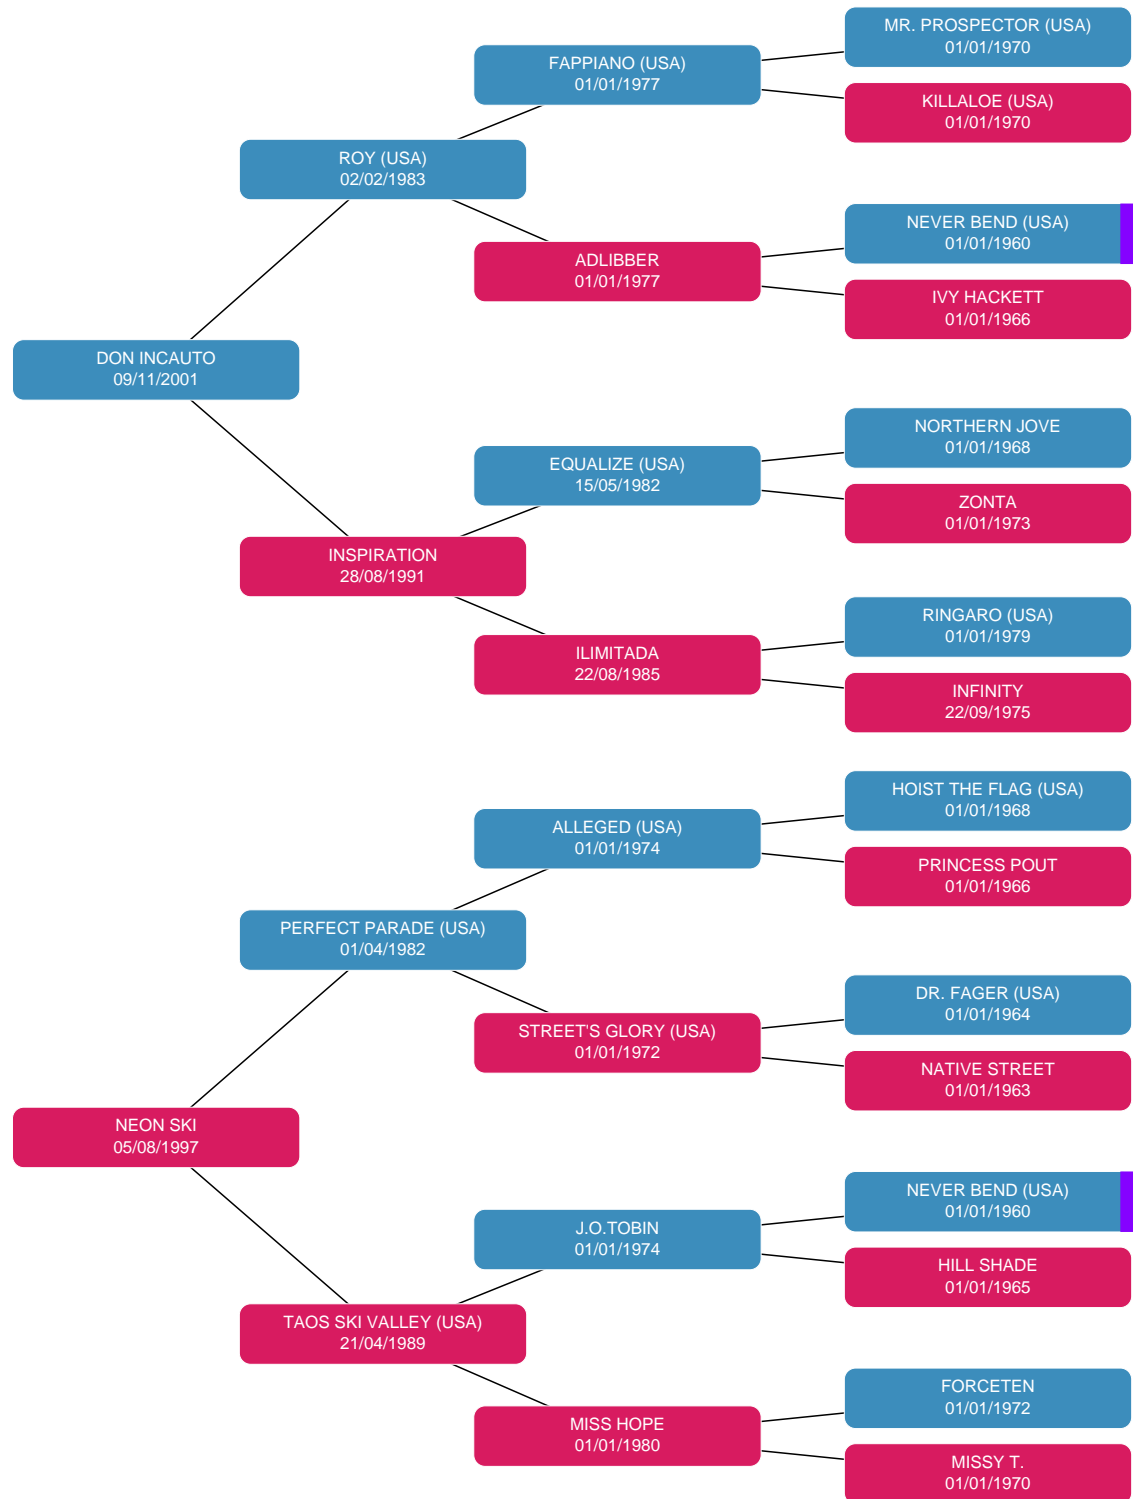 MR. PROSPECTOR (USA)
01/01/1970
FAPPIANO (USA)
01/01/1977
KILLALOE (USA)
01/01/1970
ROY (USA)
02/02/1983
NEVER BEND (USA)
01/01/1960
ADLIBBER
01/01/1977
IVY HACKETT
01/01/1966
DON INCAUTO
09/11/2001
NORTHERN JOVE
01/01/1968
EQUALIZE (USA)
15/05/1982
ZONTA
01/01/1973
INSPIRATION
28/08/1991
RINGARO (USA)
01/01/1979
ILIMITADA
22/08/1985
INFINITY
22/09/1975
HOIST THE FLAG (USA)
01/01/1968
ALLEGED (USA)
01/01/1974
PRINCESS POUT
01/01/1966
PERFECT PARADE (USA)
01/04/1982
DR. FAGER (USA)
01/01/1964
STREET'S GLORY (USA)
01/01/1972
NATIVE STREET
01/01/1963
NEON SKI
05/08/1997
NEVER BEND (USA)
01/01/1960
J.O.TOBIN
01/01/1974
HILL SHADE
01/01/1965
TAOS SKI VALLEY (USA)
21/04/1989
FORCETEN
01/01/1972
MISS HOPE
01/01/1980
MISSY T.
01/01/1970